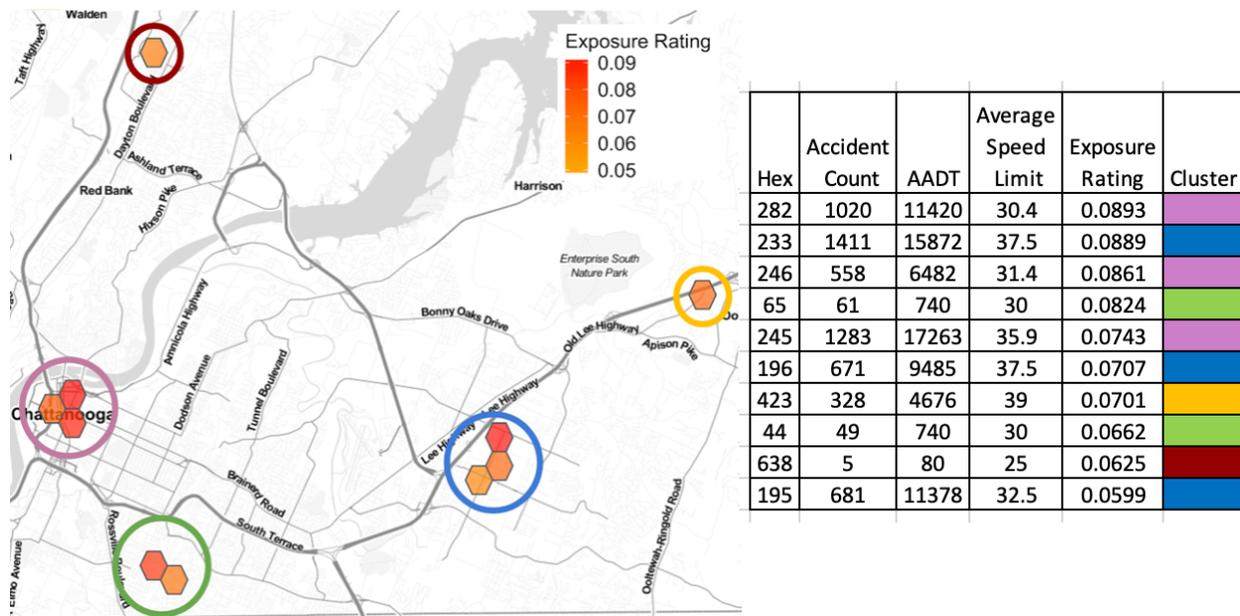 Walden
Taft Highway
Dayton Boulevard
Ashland Terrace
Red Bank
Hixson Pike
Harrison
Exposure Rating
0.09
0.08
0.07
0.06
0.05
Enterprise South
Nature Park
Bonny Oaks Drive
Old Lee Highway
Apison Pike
Oo
Amnicola Highway
Dodson Avenue
Tunnel Boulevard
Lee Highway
Lee Highway
Chattanooga
Brainerd Road
South Terrace
Rossville Boulevard
Elmo Avenue
Ooltewah-Ringold Road
Hex Accident Count AADT Average Speed Limit Exposure Rating Cluster
282 1020 11420 30.4 0.0893
233 1411 15872 37.5 0.0889
246 558 6482 31.4 0.0861
65 61 740 30 0.0824
245 1283 17263 35.9 0.0743
196 671 9485 37.5 0.0707
423 328 4676 39 0.0701
44 49 740 30 0.0662
638 5 80 25 0.0625
195 681 11378 32.5 0.0599